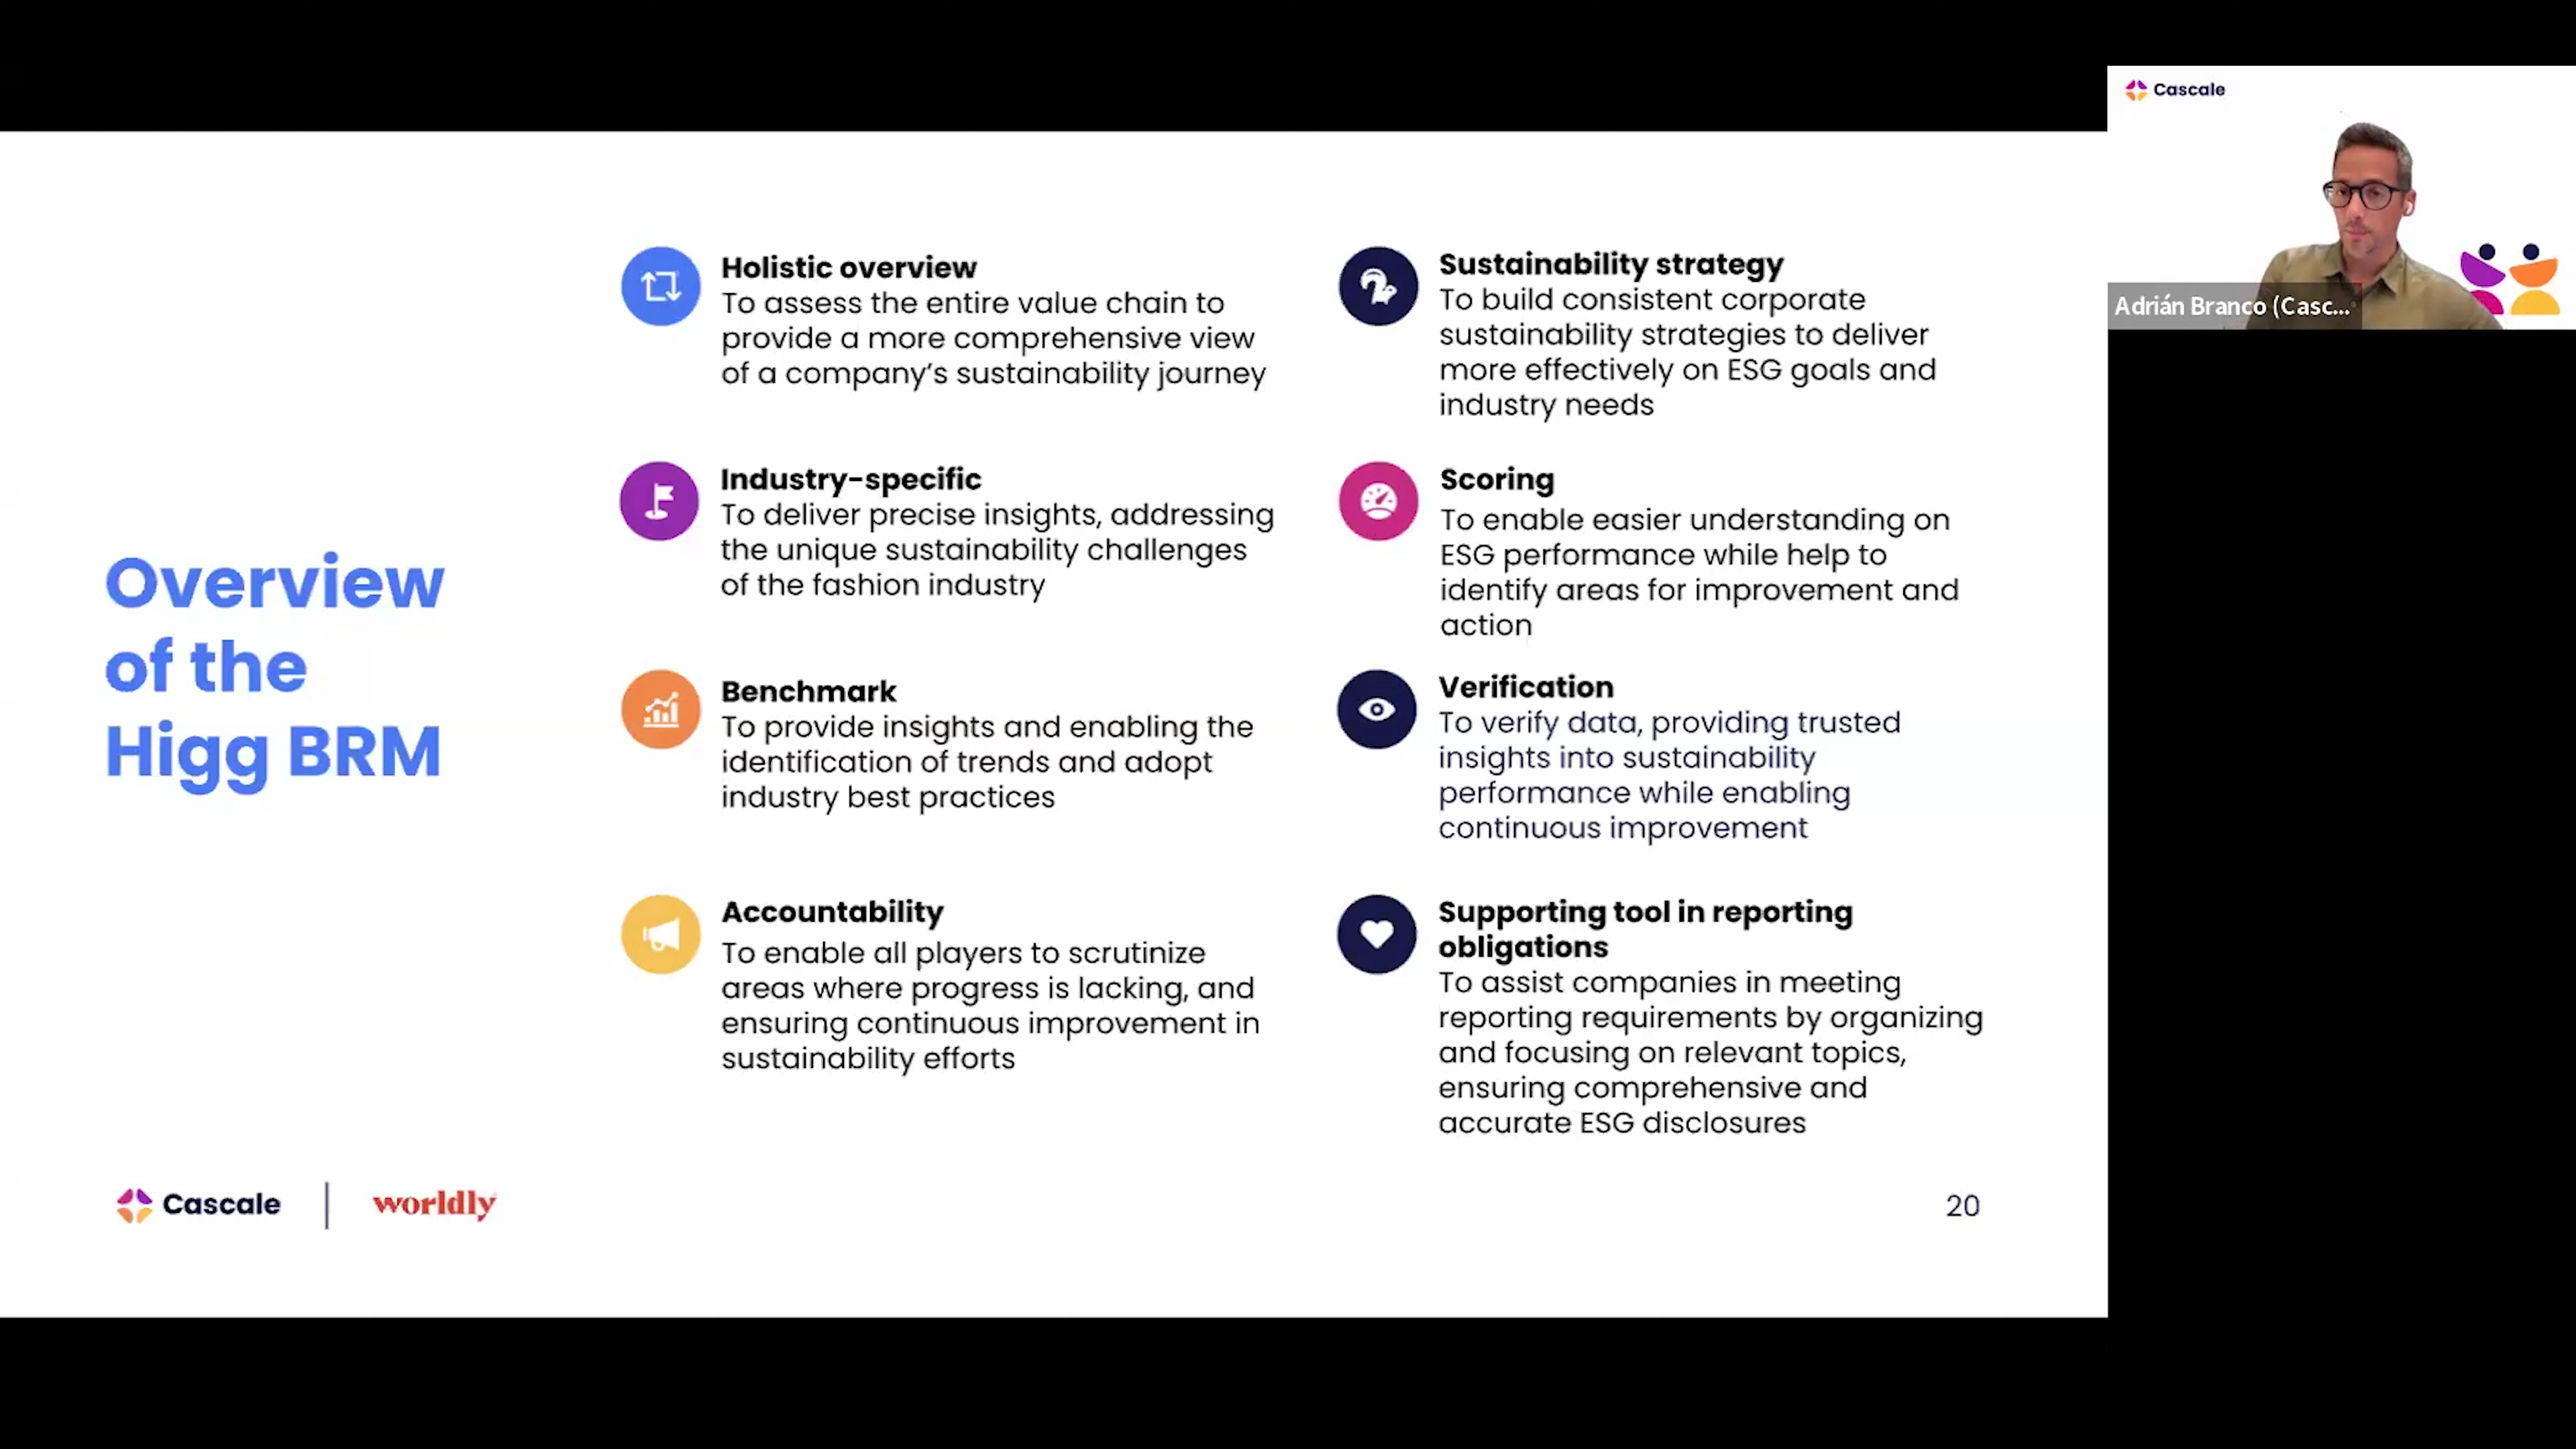 Overview
of the
Higg BRM
Holistic overview
To assess the entire value chain to
provide a more comprehensive view
of a company’s sustainability journey
Industry-specific
To deliver precise insights, addressing
the unique sustainability challenges
of the fashion industry
Benchmark
To provide insights and enabling the
identification of trends and adopt
industry best practices
Accountability
To enable all players to scrutinize
areas where progress is lacking, and
ensuring continuous improvement in
sustainability efforts
Sustainability strategy
To build consistent corporate
sustainability strategies to deliver
more effectively on ESG goals and
industry needs
Scoring
To enable easier understanding on
ESG performance while help to
identify areas for improvement and
action
Verification
To verify data, providing trusted
insights into sustainability
performance while enabling
continuous improvement
Supporting tool in reporting
obligations
To assist companies in meeting
reporting requirements by organizing
and focusing on relevant topics,
ensuring comprehensive and
accurate ESG disclosures
Cascale
worldly
20
Cascale
Adrián Branco (Casc...